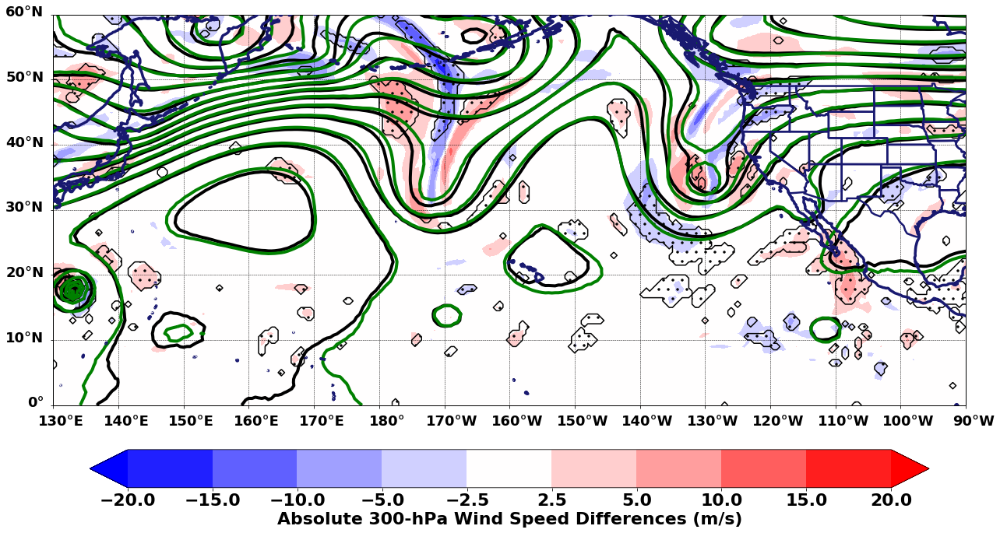 60°N
50°N
40°N
30°N
20°N
10°N
0°
130°E 140°E 150°E 160°E 170°E 180° 170°W 160°W 150°W 140°W 130°W 120°W 110°W 100°W 90°W
−20.0 −15.0 −10.0 −5.0 −2.5 2.5 5.0 10.0 15.0 20.0
Absolute 300-hPa Wind Speed Differences (m/s)